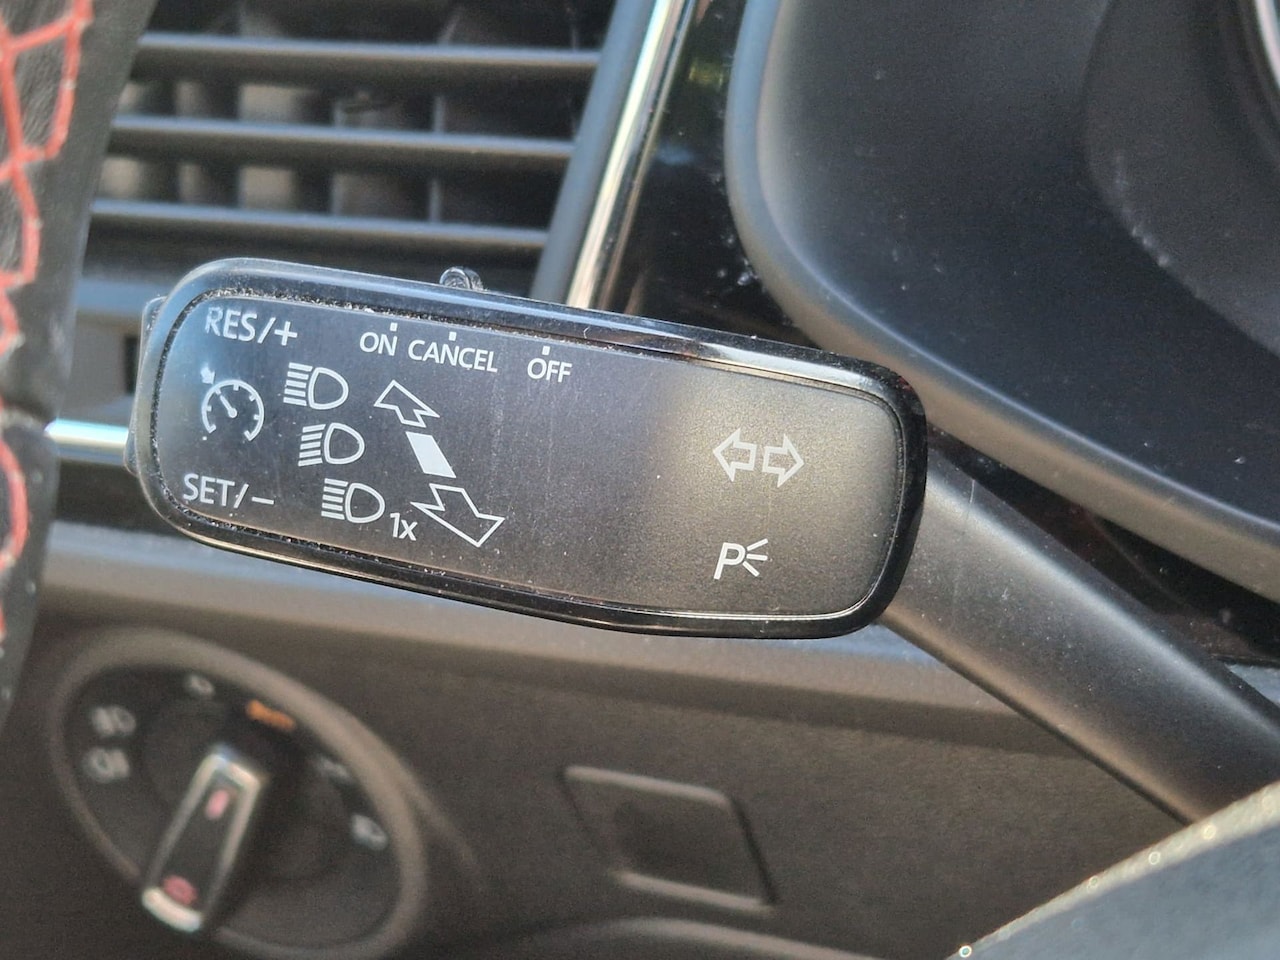 RES/+
ON CANCEL OFF
SET/−
1x
P